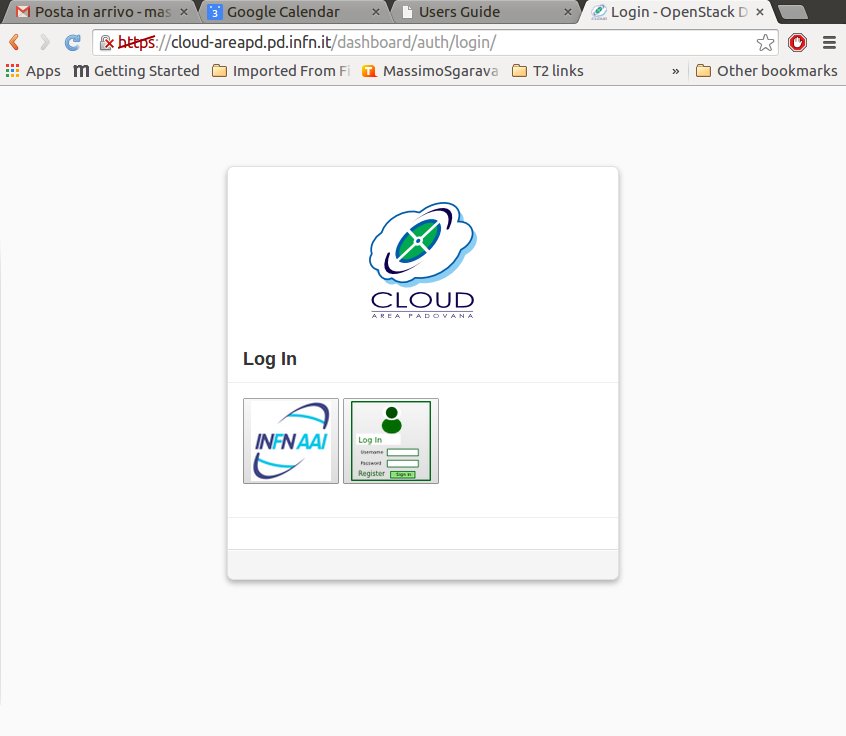 Posta in arrivo - mas
3 Google Calendar
Users Guide
Login - OpenStack D
https://cloud-areapd.pd.infn.it/dashboard/auth/login/
Apps
m Getting Started
Imported From Fi
MassimoSgarava
T2 links
»
Other bookmarks
CLOUD
AREA PADOVANA
Log In
INFN AAI
Log In
Username
Password
Register
Sign In